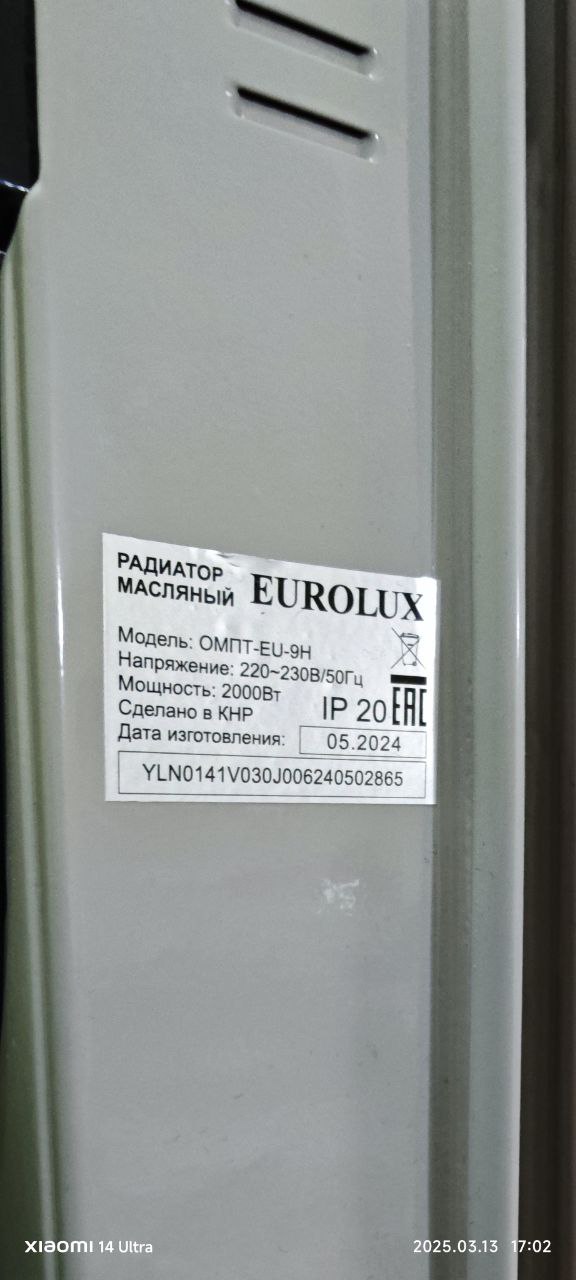 РАДИАТОР
МАСЛЯНЫЙ EUROLUX
Модель: ОМПТ-EU-9Н
Напряжение: 220~230В/50Гц
Мощность: 2000Вт
Сделано в КНР IP 20 EAC
Дата изготовления: 05.2024
YLN0141V030J006240502865
xiaomi 14 Ultra 2025.03.13 17:02